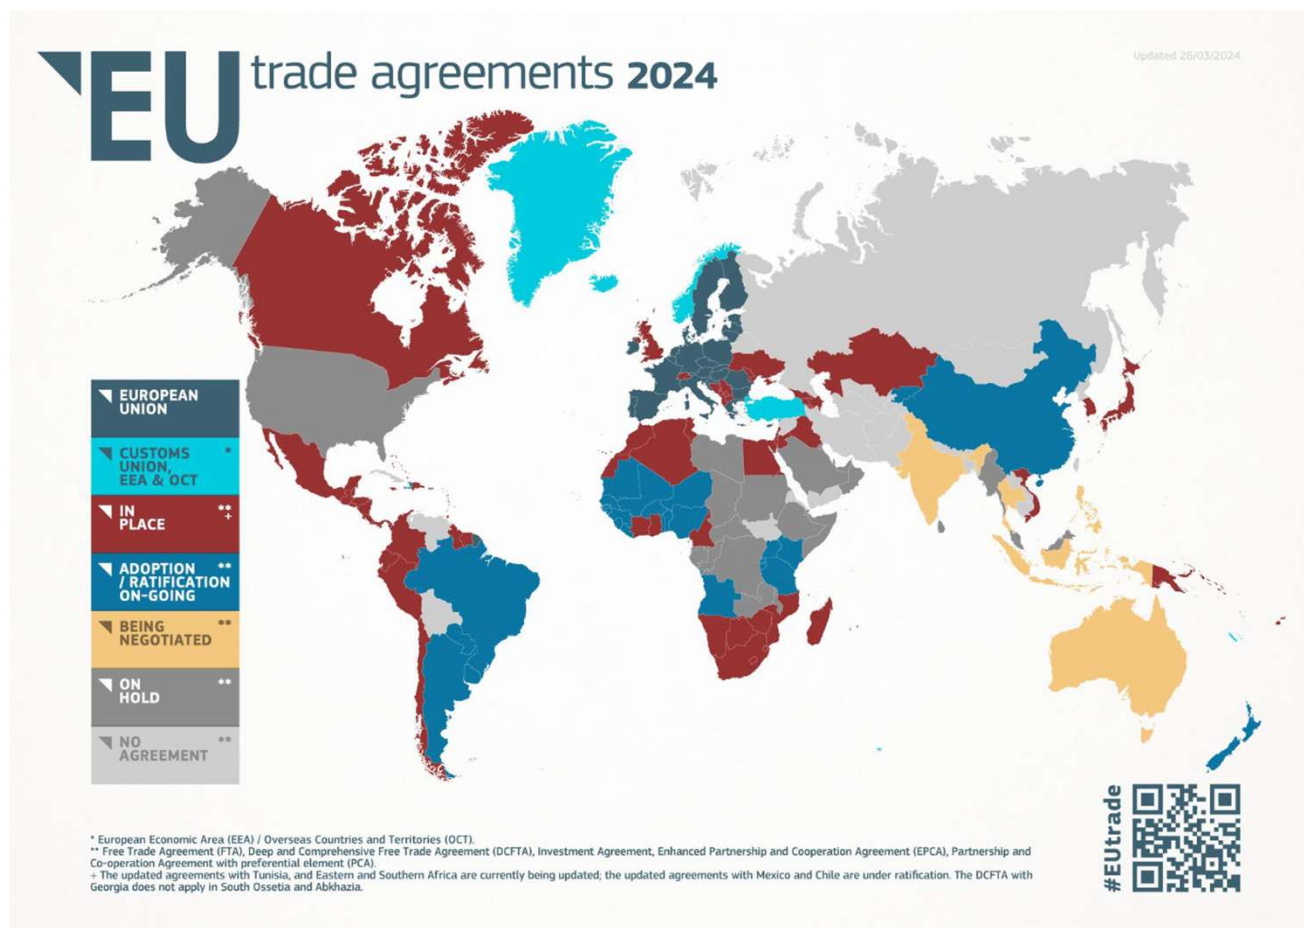 EU trade agreements 2024
Updated 26/03/2024
EUROPEAN
UNION
CUSTOMS *
UNION,
EEA & OCT
IN **
PLACE +
ADOPTION **
/ RATIFICATION
ON-GOING
BEING **
NEGOTIATED
ON **
HOLD
NO **
AGREEMENT
#EUtrade
* European Economic Area (EEA) / Overseas Countries and Territories (OCT).
** Free Trade Agreement (FTA), Deep and Comprehensive Free Trade Agreement (DCFTA), Investment Agreement, Enhanced Partnership and Cooperation Agreement (EPCA), Partnership and
Co-operation Agreement with preferential element (PCA).
+ The updated agreements with Tunisia, and Eastern and Southern Africa are currently being updated; the updated agreements with Mexico and Chile are under ratification. The DCFTA with
Georgia does not apply in South Ossetia and Abkhazia.